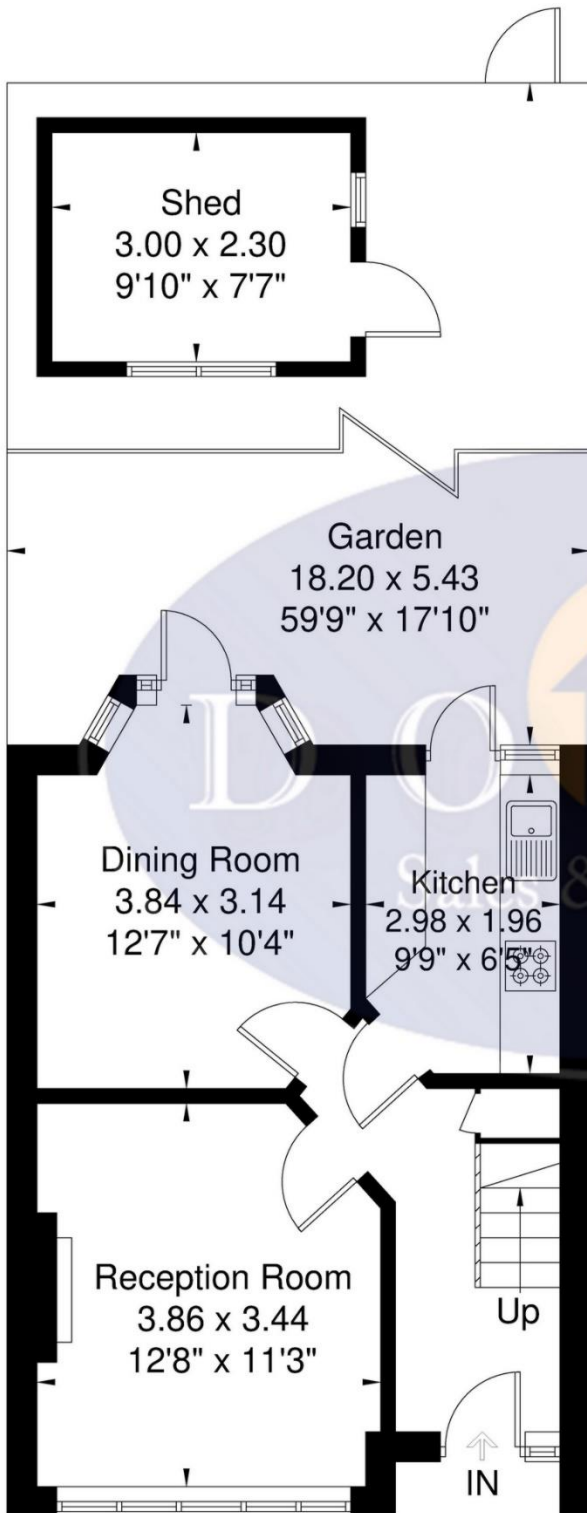 Shed
3.00 x 2.30
9'10" x 7'7"
Garden
18.20 x 5.43
59'9" x 17'10"
D O
Sales &
Dining Room
3.84 x 3.14
12'7" x 10'4"
Kitchen
2.98 x 1.96
9'9" x 6'5"
Reception Room
3.86 x 3.44
12'8" x 11'3"
Up
IN